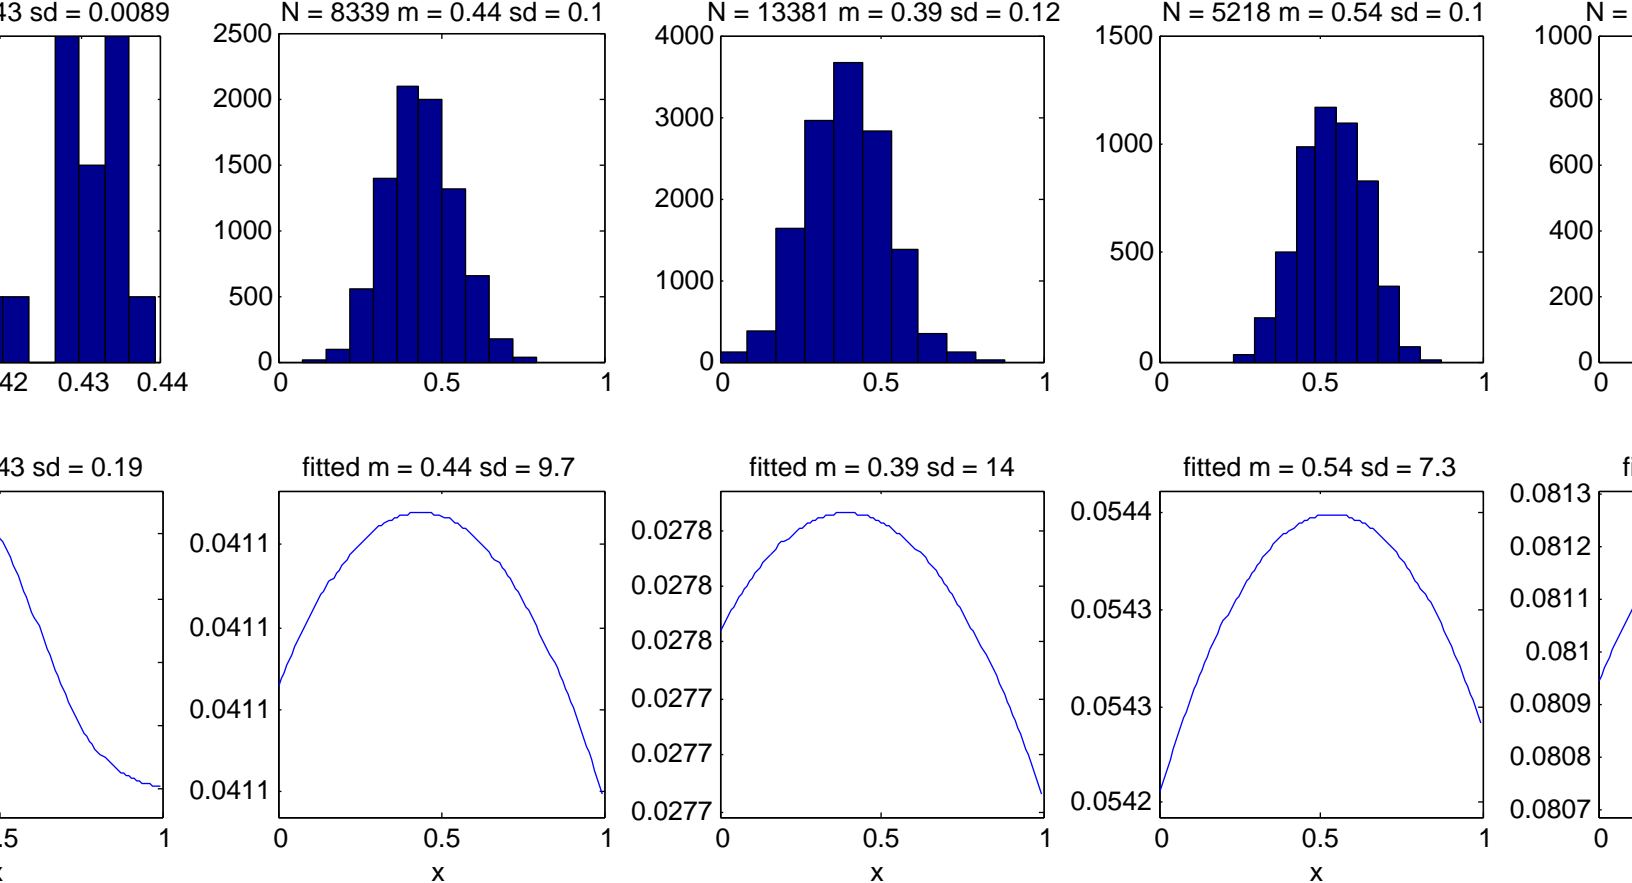 43 sd = 0.0089
N = 8339 m = 0.44 sd = 0.1
N = 13381 m = 0.39 sd = 0.12
N = 5218 m = 0.54 sd = 0.1
N =
42 0.43 0.44
2500
2000
1500
1000
500
0
0 0.5 1
4000
3000
2000
1000
0
0 0.5 1
1500
1000
500
0
0 0.5 1
1000
800
600
400
200
0
0
43 sd = 0.19
fitted m = 0.44 sd = 9.7
fitted m = 0.39 sd = 14
fitted m = 0.54 sd = 7.3
.5 1
0.0411
0.0411
0.0411
0.0411
0 0.5 1
x
0.0278
0.0278
0.0278
0.0277
0.0277
0.0277
0 0.5 1
x
0.0544
0.0543
0.0543
0.0542
0 0.5 1
x
0.0813
0.0812
0.0811
0.081
0.0809
0.0808
0.0807
0